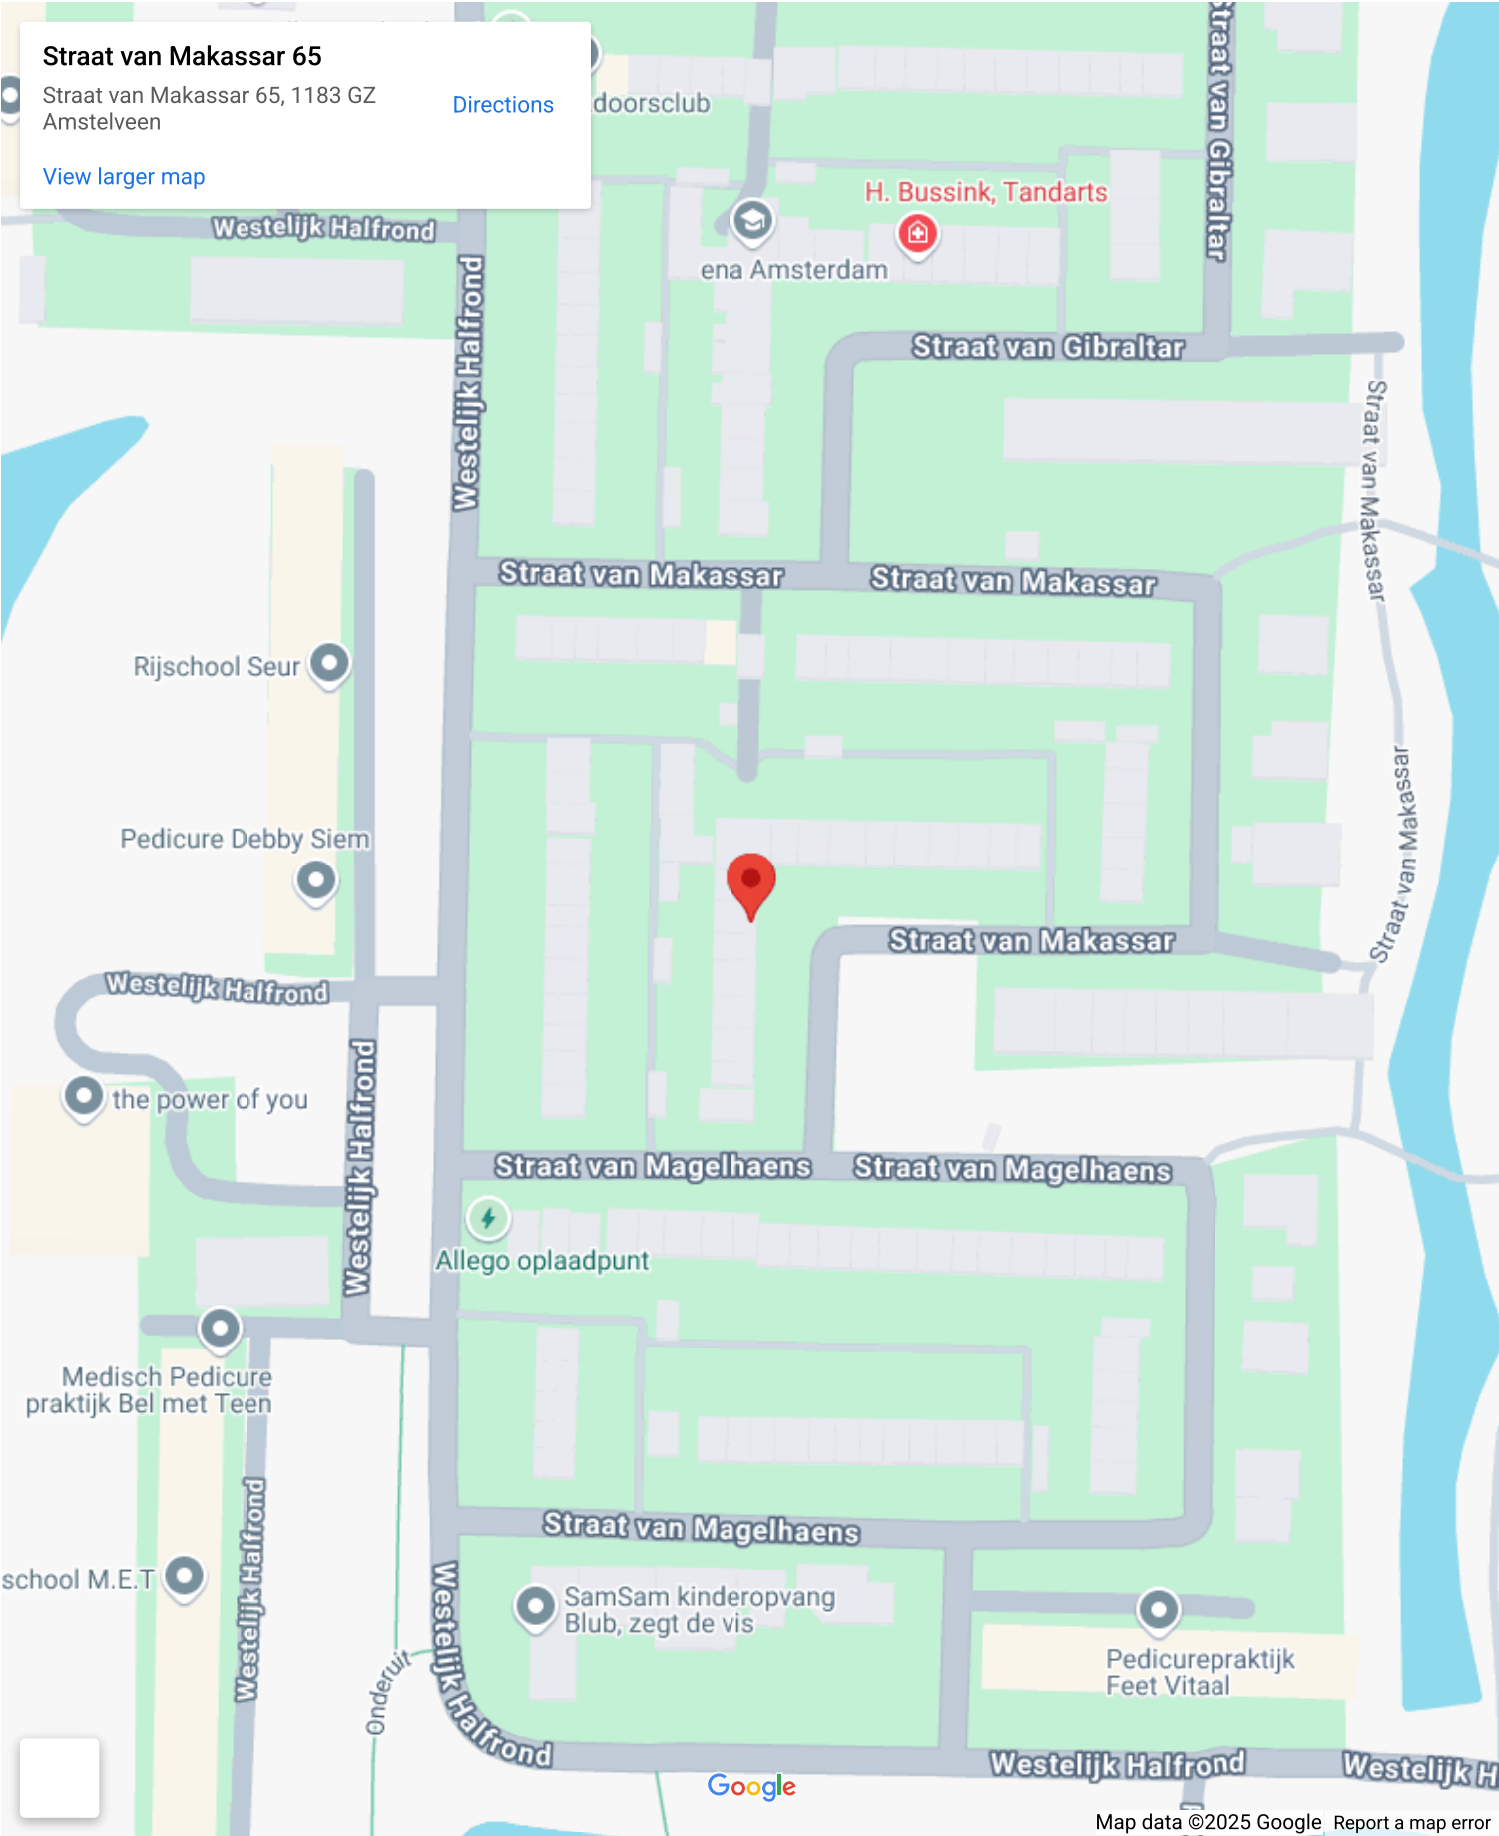 Straat van Makassar 65
Straat van Makassar 65, 1183 GZ
Amstelveen
Directions
View larger map
doorsclub
Straat van Gibraltar
H. Bussink, Tandarts
Westelijk Halfrond
ena Amsterdam
Westelijk Halfrond
Straat van Gibraltar
Straat van Makassar
Straat van Makassar
Straat van Makassar
Rijschool Seur
Pedicure Debby Siem
Straat van Makassar
Straat van Makassar
Westelijk Halfrond
Westelijk Halfrond
the power of you
Straat van Magelhaens
Straat van Magelhaens
Allego oplaadpunt
Medisch Pedicure
praktijk Bel met Teen
Westelijk Halfrond
Straat van Magelhaens
school M.E.T
Westelijk Halfrond
SamSam kinderopvang
Blub, zegt de vis
Onderuit
Pedicurepraktijk
Feet Vitaal
Westelijk Halfrond
Westelijk H
Google
Map data ©2025 Google
Report a map error